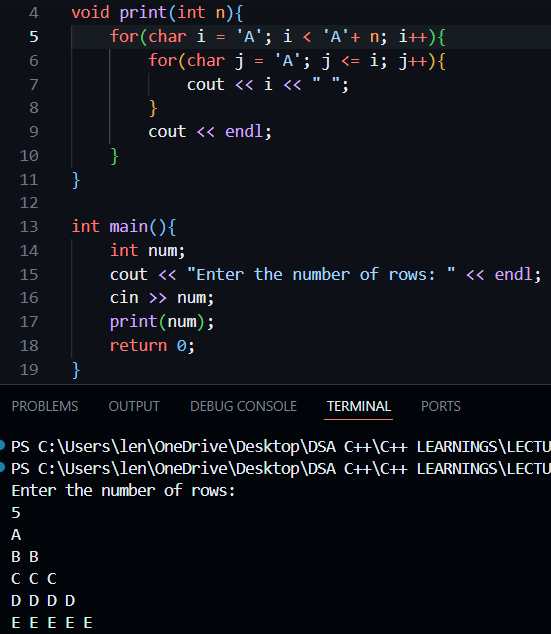 4 void print(int n){
5     for(char i = 'A'; i < 'A'+ n; i++){
6         for(char j = 'A'; j <= i; j++){
7             cout << i << " ";
8         }
9         cout << endl;
10     }
11 }
12
13 int main(){
14     int num;
15     cout << "Enter the number of rows: " << endl;
16     cin >> num;
17     print(num);
18     return 0;
19 }
PROBLEMS OUTPUT DEBUG CONSOLE TERMINAL PORTS
PS C:\Users\len\OneDrive\Desktop\DSA C++\C++ LEARNINGS\LECTU
PS C:\Users\len\OneDrive\Desktop\DSA C++\C++ LEARNINGS\LECTU
Enter the number of rows:
5
A
B B
C C C
D D D D
E E E E E